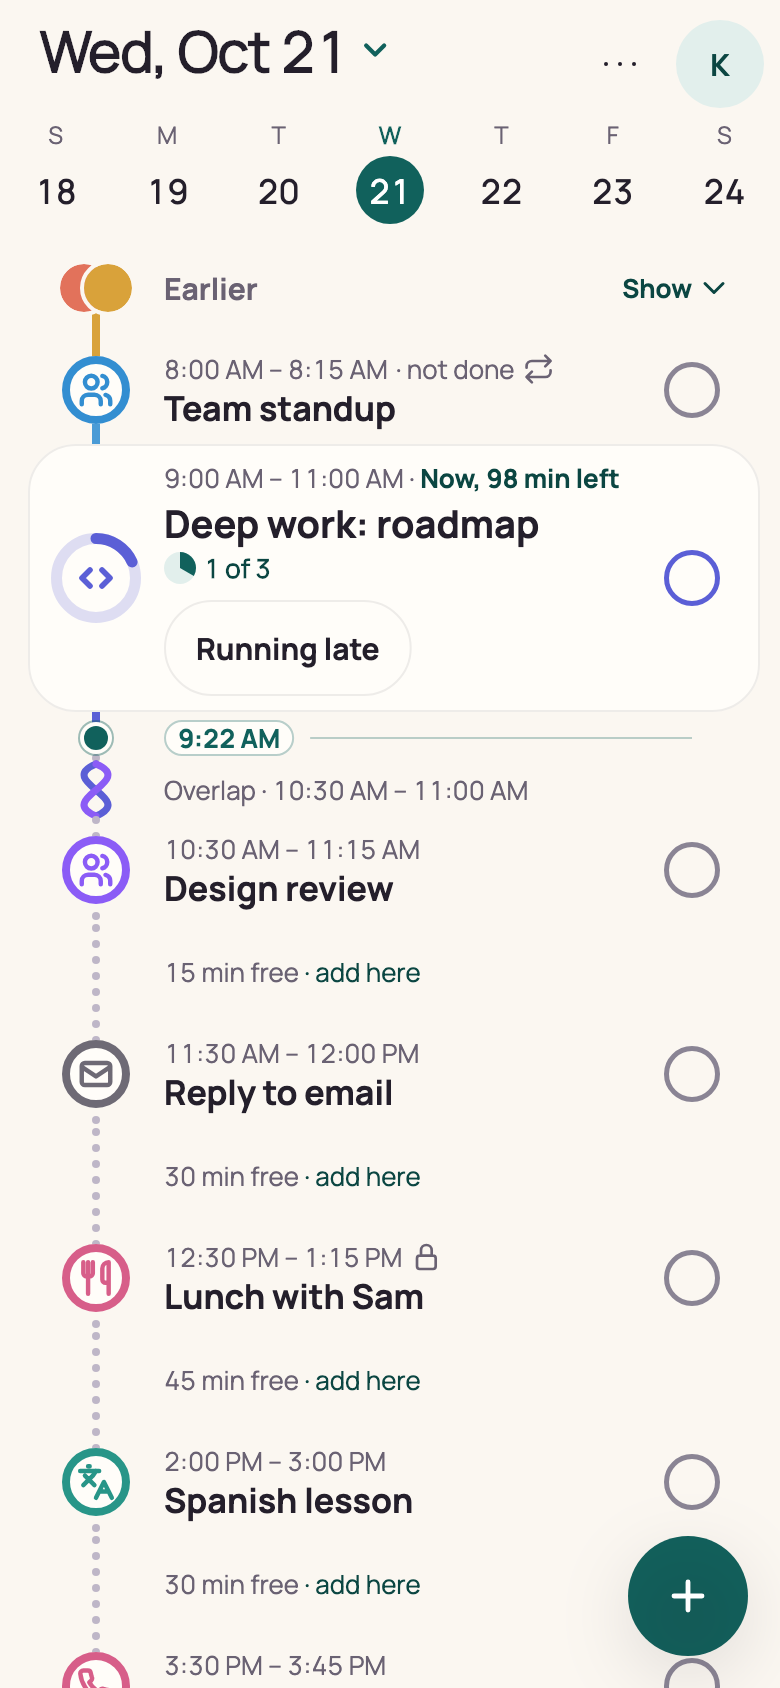 Wed, Oct 21
...
K
S M T W T F S
18 19 20 21 22 23 24
Earlier
Show
8:00 AM – 8:15 AM · not done
Team standup
9:00 AM – 11:00 AM · Now, 98 min left
Deep work: roadmap
1 of 3
Running late
9:22 AM
Overlap · 10:30 AM – 11:00 AM
10:30 AM – 11:15 AM
Design review
15 min free · add here
11:30 AM – 12:00 PM
Reply to email
30 min free · add here
12:30 PM – 1:15 PM
Lunch with Sam
45 min free · add here
2:00 PM – 3:00 PM
Spanish lesson
30 min free · add here
3:30 PM – 3:45 PM